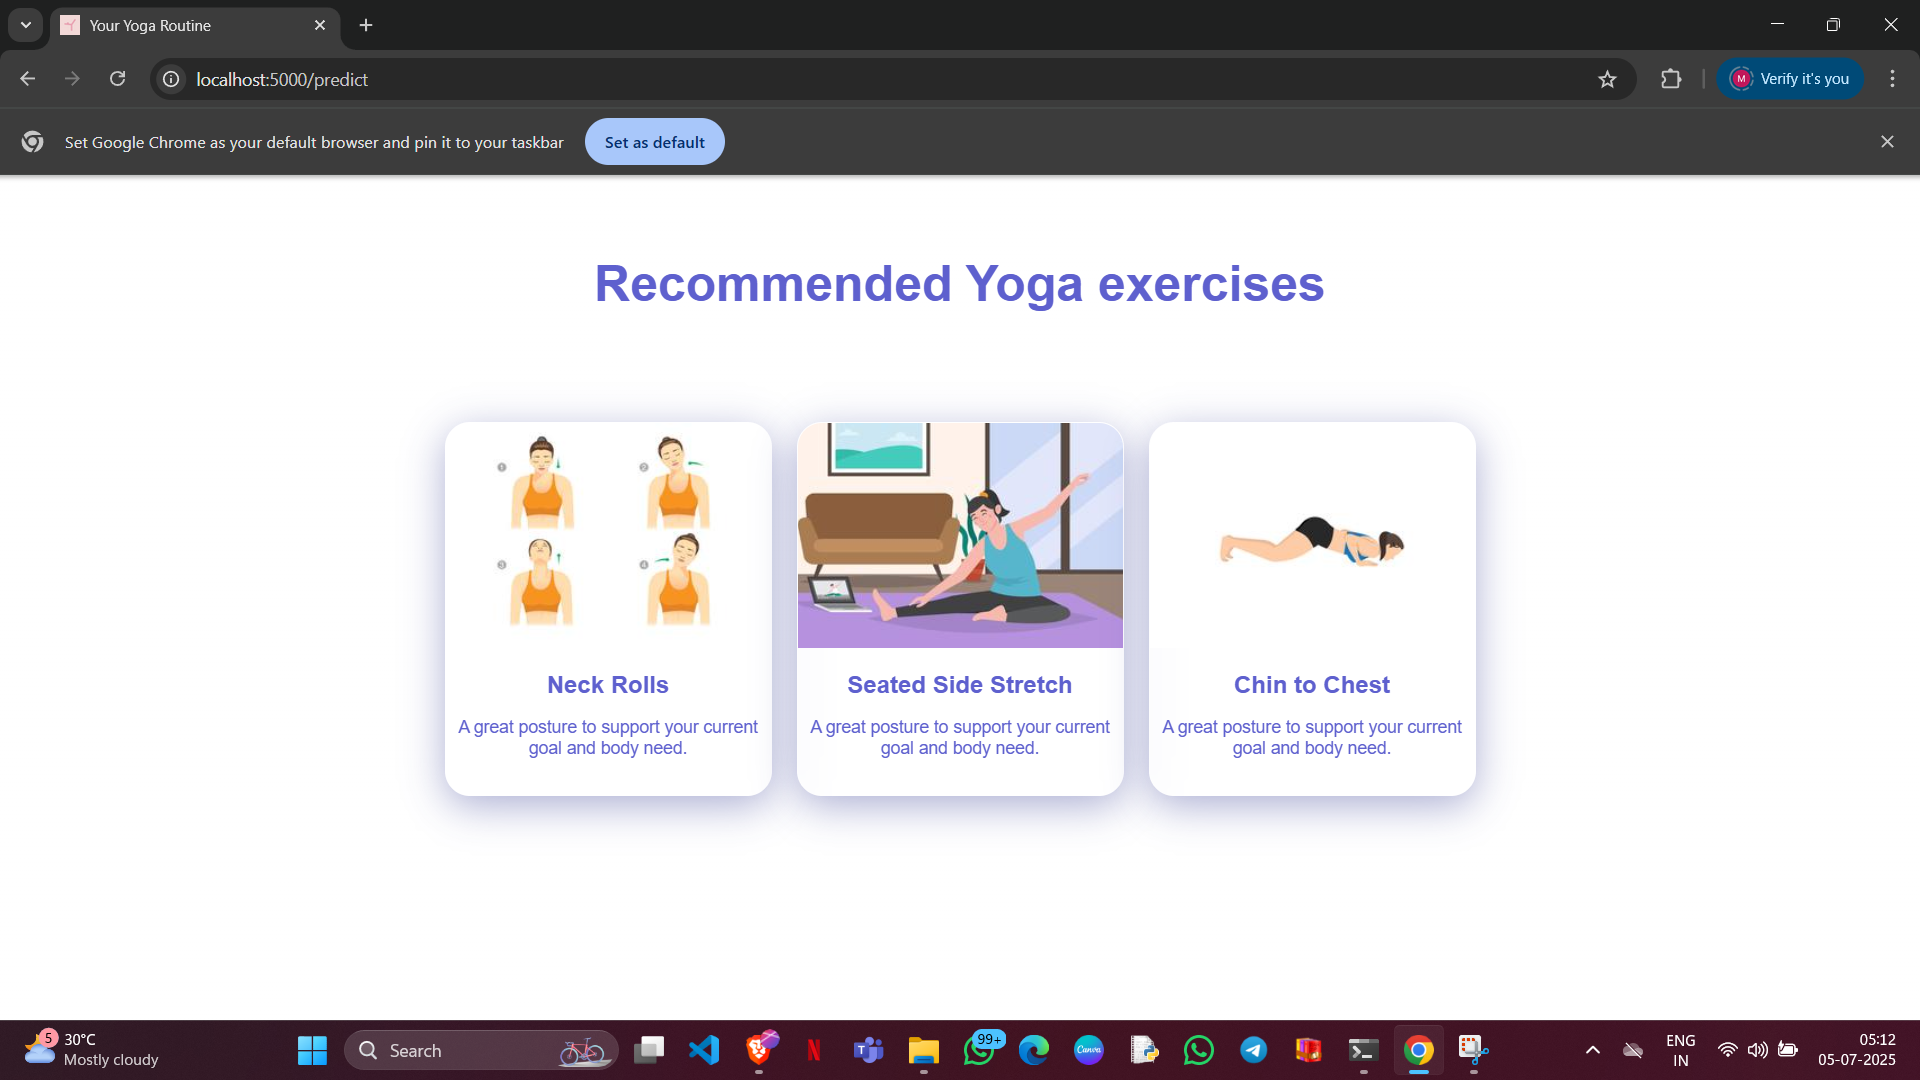 Your Yoga Routine
localhost:5000/predict
M
Verify it's you
Set Google Chrome as your default browser and pin it to your taskbar
Set as default
Recommended Yoga exercises
1
2
3
4
Neck Rolls
A great posture to support your current
goal and body need.
Seated Side Stretch
A great posture to support your current
goal and body need.
Chin to Chest
A great posture to support your current
goal and body need.
5
30°C
Mostly cloudy
Search
N
T
99+
Canva
ENG
IN
05:12
05-07-2025